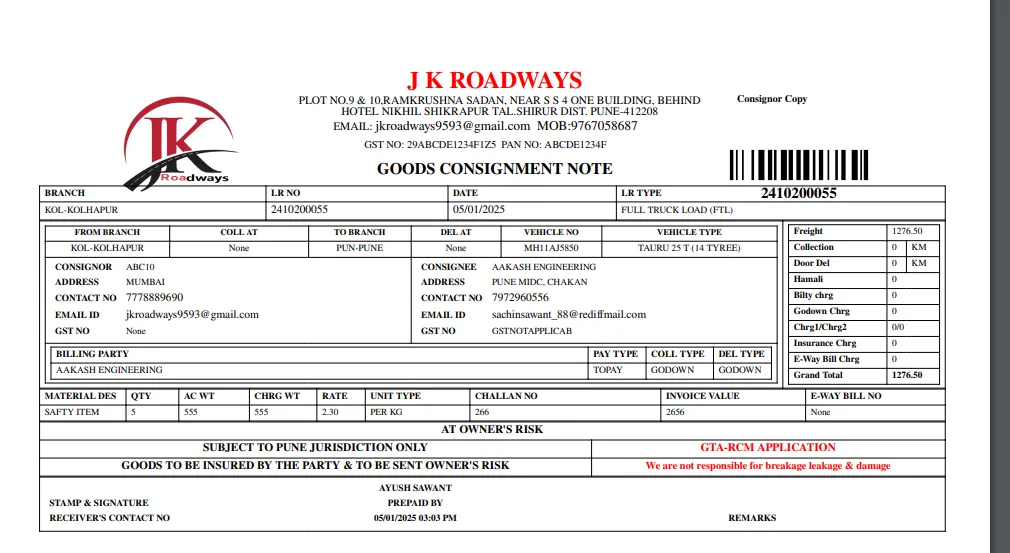 J K ROADWAYS
PLOT NO.9 & 10,RAMKRUSHNA SADAN, NEAR S S 4 ONE BUILDING, BEHIND
HOTEL NIKHIL SHIKRAPUR TAL.SHIRUR DIST. PUNE-412208
EMAIL: jkroadways9593@gmail.com MOB:9767058687
GST NO: 29ABCDE1234F1Z5 PAN NO: ABCDE1234F
Consignor Copy
JK
Roadways
GOODS CONSIGNMENT NOTE
2410200055
BRANCH LR NO DATE LR TYPE
KOL-KOLHAPUR 2410200055 05/01/2025 FULL TRUCK LOAD (FTL)
FROM BRANCH COLL AT TO BRANCH DEL AT VEHICLE NO VEHICLE TYPE
KOL-KOLHAPUR None PUN-PUNE None MH11AJ5850 TAURU 25 T (14 TYREE)
CONSIGNOR ABC10
ADDRESS MUMBAI
CONTACT NO 7778889690
EMAIL ID jkroadways9593@gmail.com
GST NO None
CONSIGNEE AAKASH ENGINEERING
ADDRESS PUNE MIDC, CHAKAN
CONTACT NO 7972960556
EMAIL ID sachinsawant_88@rediffmail.com
GST NO GSTNOTAPPLICAB
BILLING PARTY PAY TYPE COLL TYPE DEL TYPE
AAKASH ENGINEERING TOPAY GODOWN GODOWN
Freight 1276.50
Collection 0 KM
Door Del 0 KM
Hamali 0
Bilty chrg 0
Godown Chrg 0
Chrg1/Chrg2 0/0
Insurance Chrg 0
E-Way Bill Chrg 0
Grand Total 1276.50
MATERIAL DES QTY AC WT CHRG WT RATE UNIT TYPE CHALLAN NO INVOICE VALUE E-WAY BILL NO
SAFTY ITEM 5 555 555 2.30 PER KG 266 2656 None
AT OWNER'S RISK
SUBJECT TO PUNE JURISDICTION ONLY GTA-RCM APPLICATION
GOODS TO BE INSURED BY THE PARTY & TO BE SENT OWNER'S RISK We are not responsible for breakage leakage & damage
AYUSH SAWANT
STAMP & SIGNATURE PREPAID BY
RECEIVER'S CONTACT NO 05/01/2025 03:03 PM REMARKS